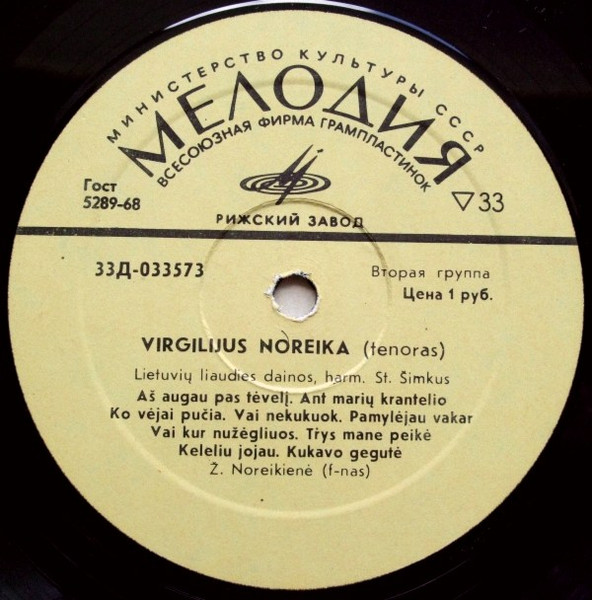 МИНИСТЕРСТВО КУЛЬТУРЫ СССР
МЕЛОДИЯ
ВСЕСОЮЗНАЯ ФИРМА ГРАМПЛАСТИНОК
Гост
5289-68
▽33
РИЖСКИЙ ЗАВОД
33Д-033573
Вторая группа
Цена 1 руб.
VIRGILIJUS NOREIKA (tenoras)
Lietuvių liaudies dainos, harm. St. Šimkus
Aš augau pas tėvelį. Ant marių krantelio
Ko vėjai pučia. Vai nekukuok. Pamylėjau vakar
Vai kur nužėgliuos. Trys mane peikė
Keleliu jojau. Kukavo gegutė
Ž. Noreikienė (f-nas)